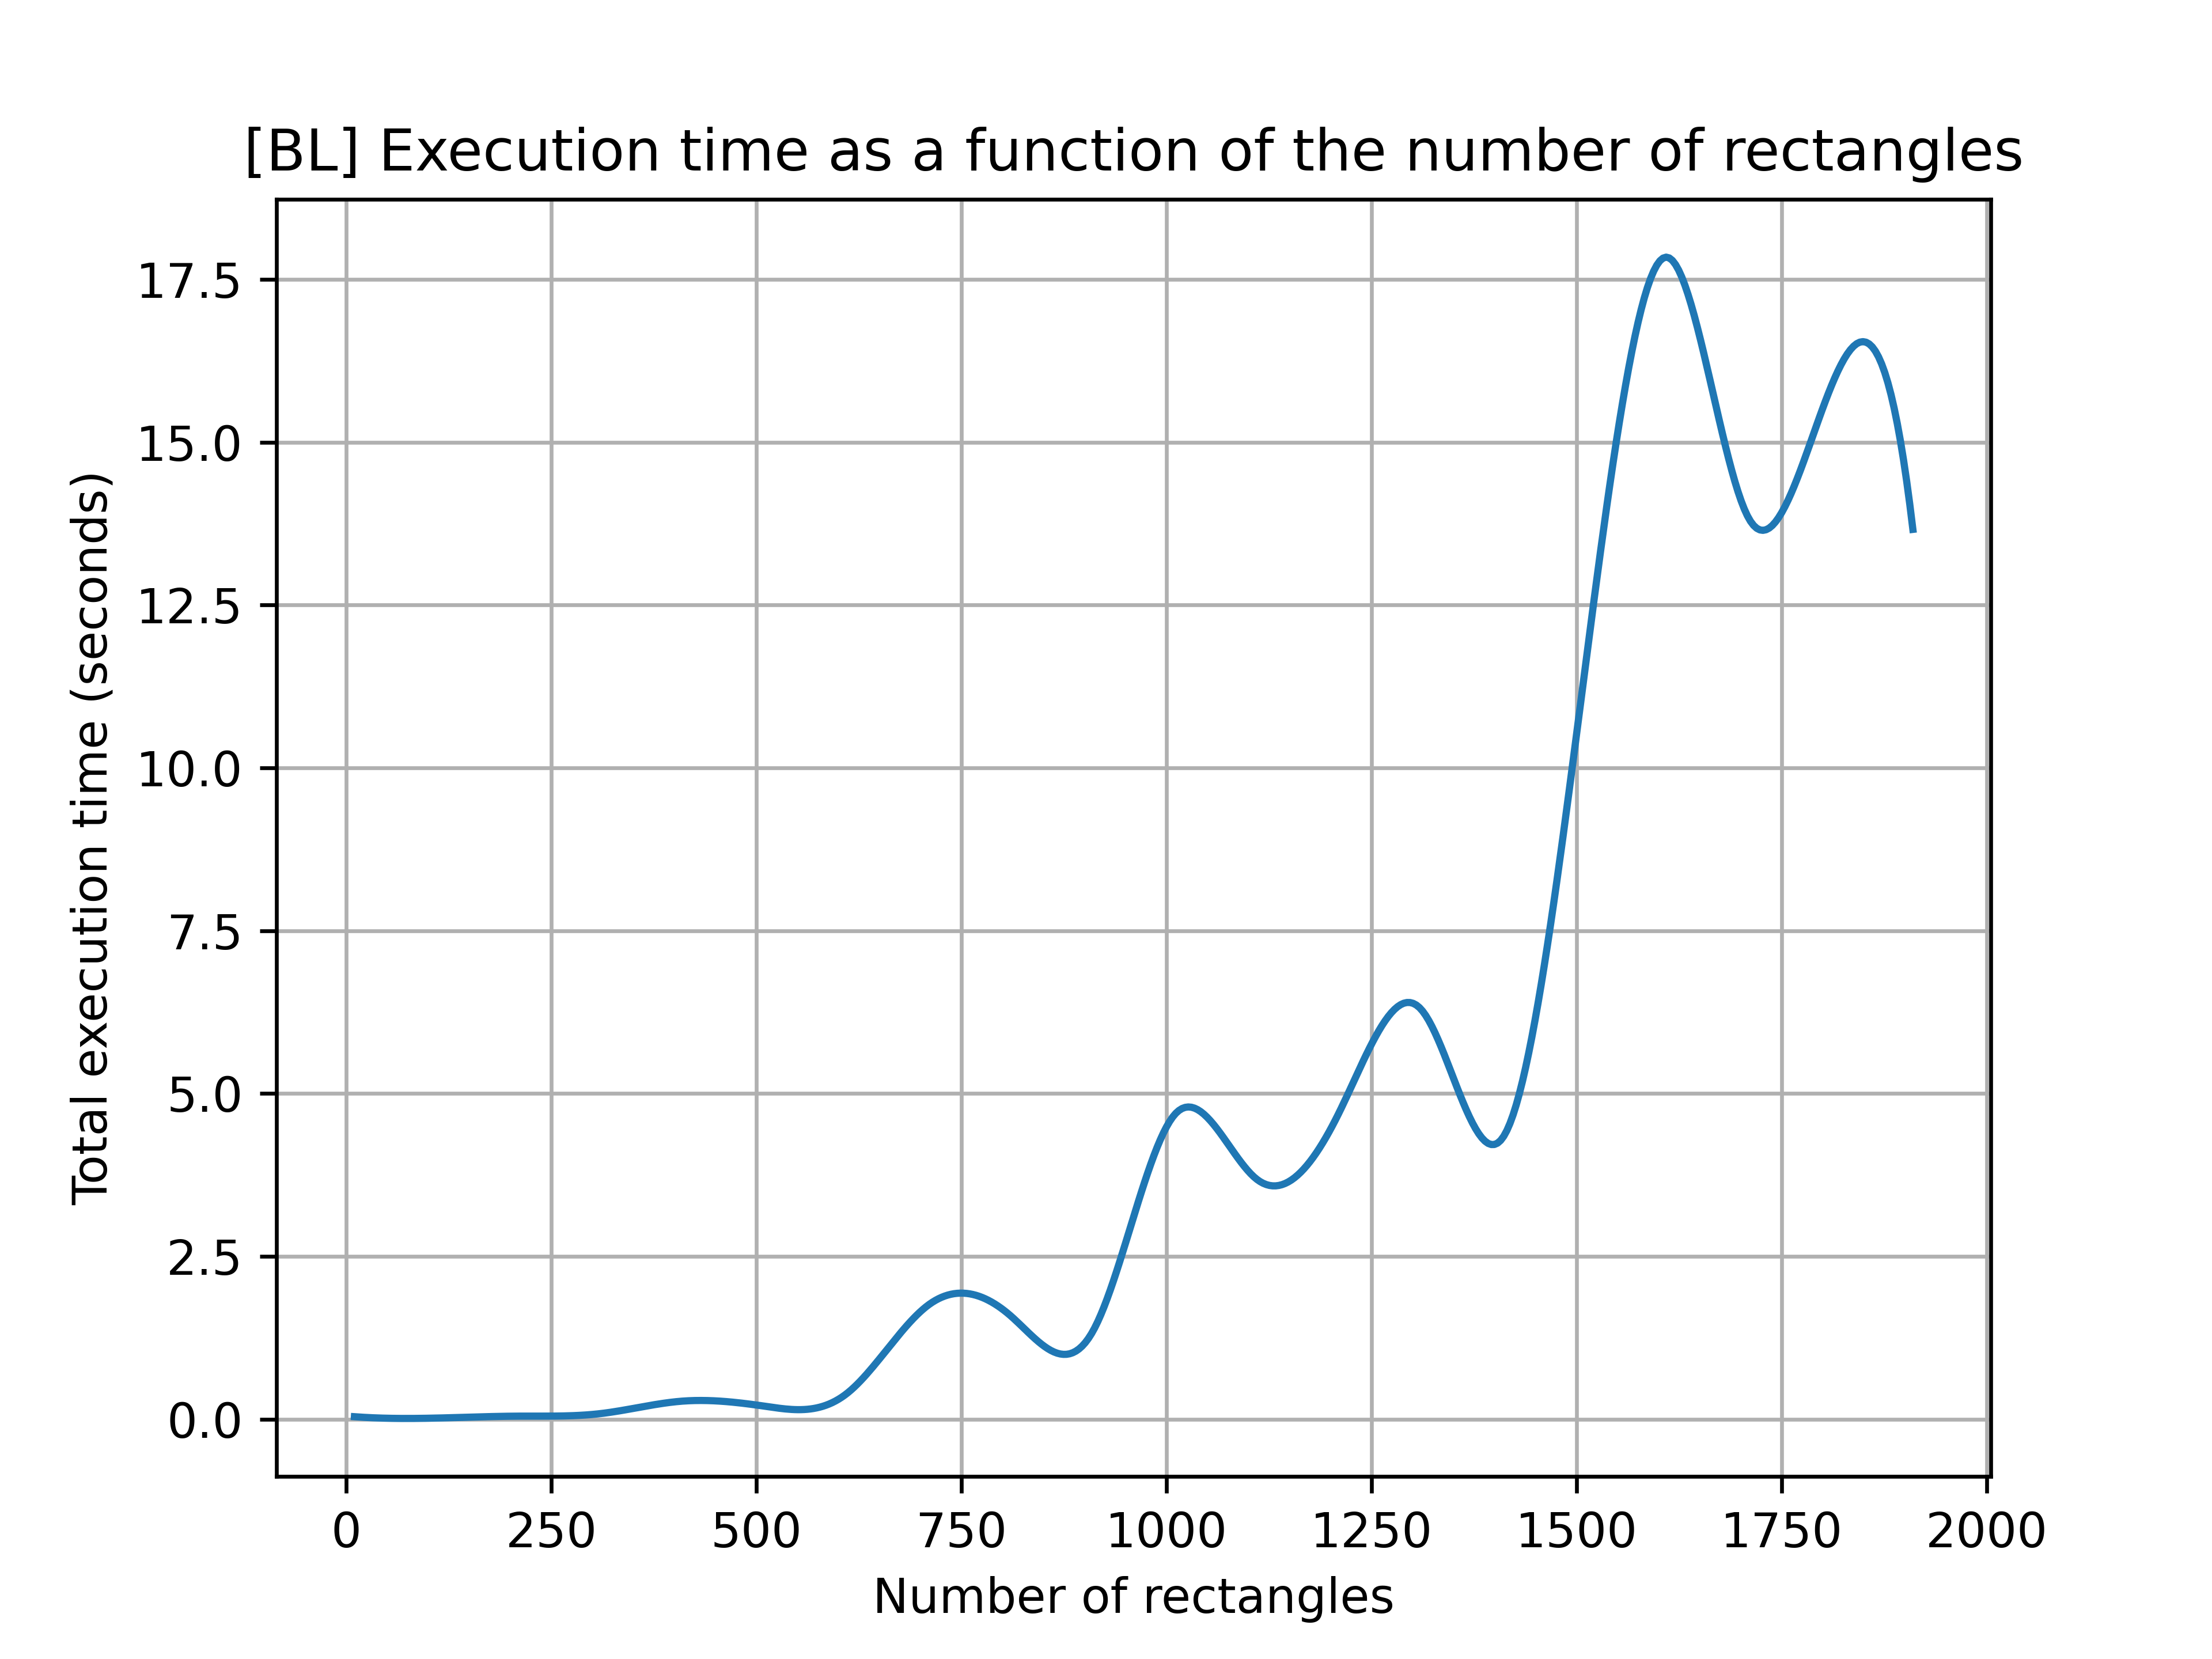 [BL] Execution time as a function of the number of rectangles
Total execution time (seconds)
17.5
15.0
12.5
10.0
7.5
5.0
2.5
0.0
0 250 500 750 1000 1250 1500 1750 2000
Number of rectangles